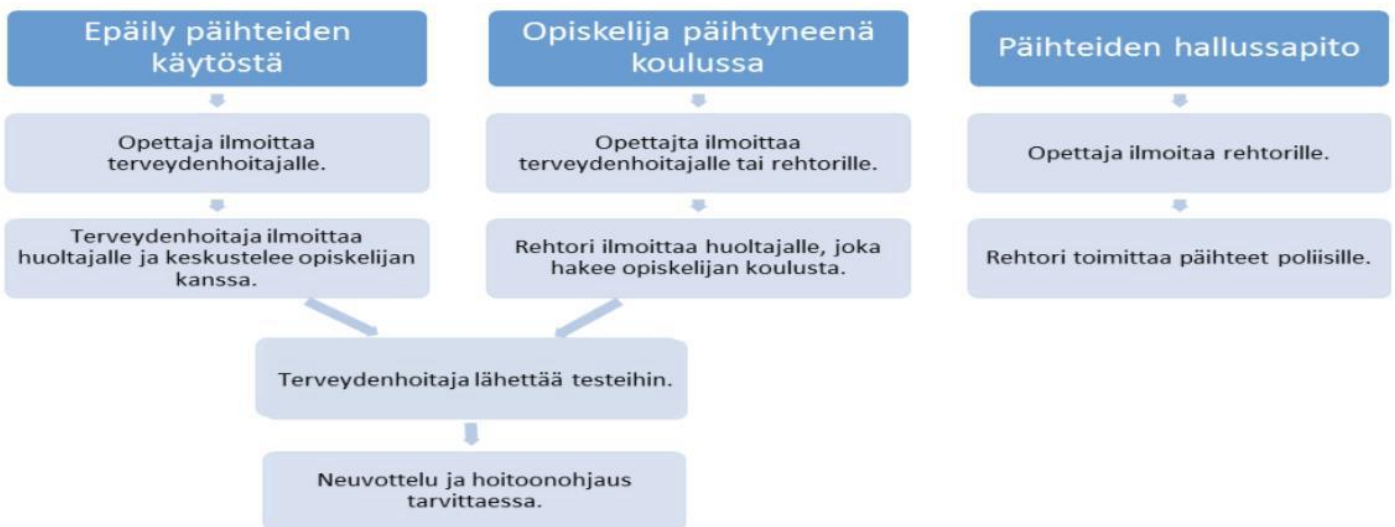 Epäily päihteiden
käytöstä
Opettaja ilmoittaa
terveydenhoitajalle.
Terveydenhoitaja ilmoittaa
huoltajalle ja keskustelee opiskelijan
kanssa.
Opiskelija päihtyneenä
koulussa
Opettajta ilmoittaa
terveydenhoitajalle tai rehtorille.
Rehtori ilmoittaa huoltajalle, joka
hakee opiskelijan koulusta.
Terveydenhoitaja lähettää testeihin.
Neuvottelu ja hoitoonohjaus
tarvittaessa.
Päihteiden hallussapito
Opettaja ilmoitaa rehtorille.
Rehtori toimittaa päihteet poliisille.